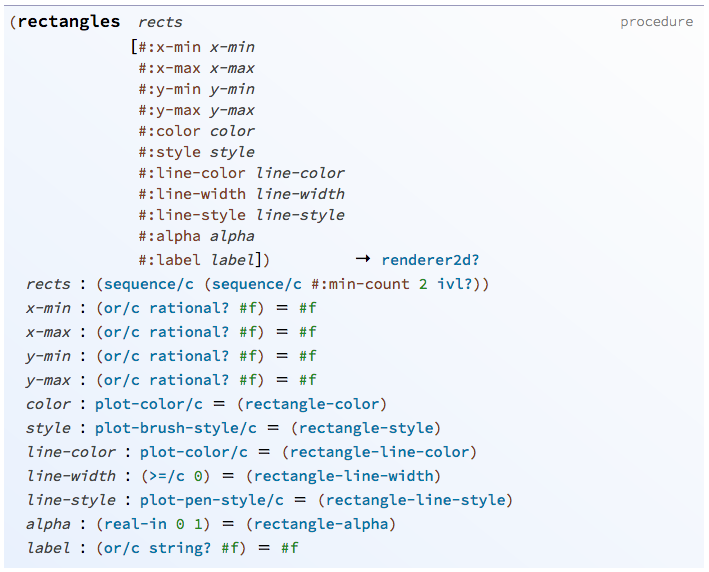 (rectangles rects procedure
[#:x-min x-min
#:x-max x-max
#:y-min y-min
#:y-max y-max
#:color color
#:style style
#:line-color line-color
#:line-width line-width
#:line-style line-style
#:alpha alpha
#:label label]) → renderer2d?
rects : (sequence/c (sequence/c #:min-count 2 ivl?))
x-min : (or/c rational? #f) = #f
x-max : (or/c rational? #f) = #f
y-min : (or/c rational? #f) = #f
y-max : (or/c rational? #f) = #f
color : plot-color/c = (rectangle-color)
style : plot-brush-style/c = (rectangle-style)
line-color : plot-color/c = (rectangle-line-color)
line-width : (>=/c 0) = (rectangle-line-width)
line-style : plot-pen-style/c = (rectangle-line-style)
alpha : (real-in 0 1) = (rectangle-alpha)
label : (or/c string? #f) = #f